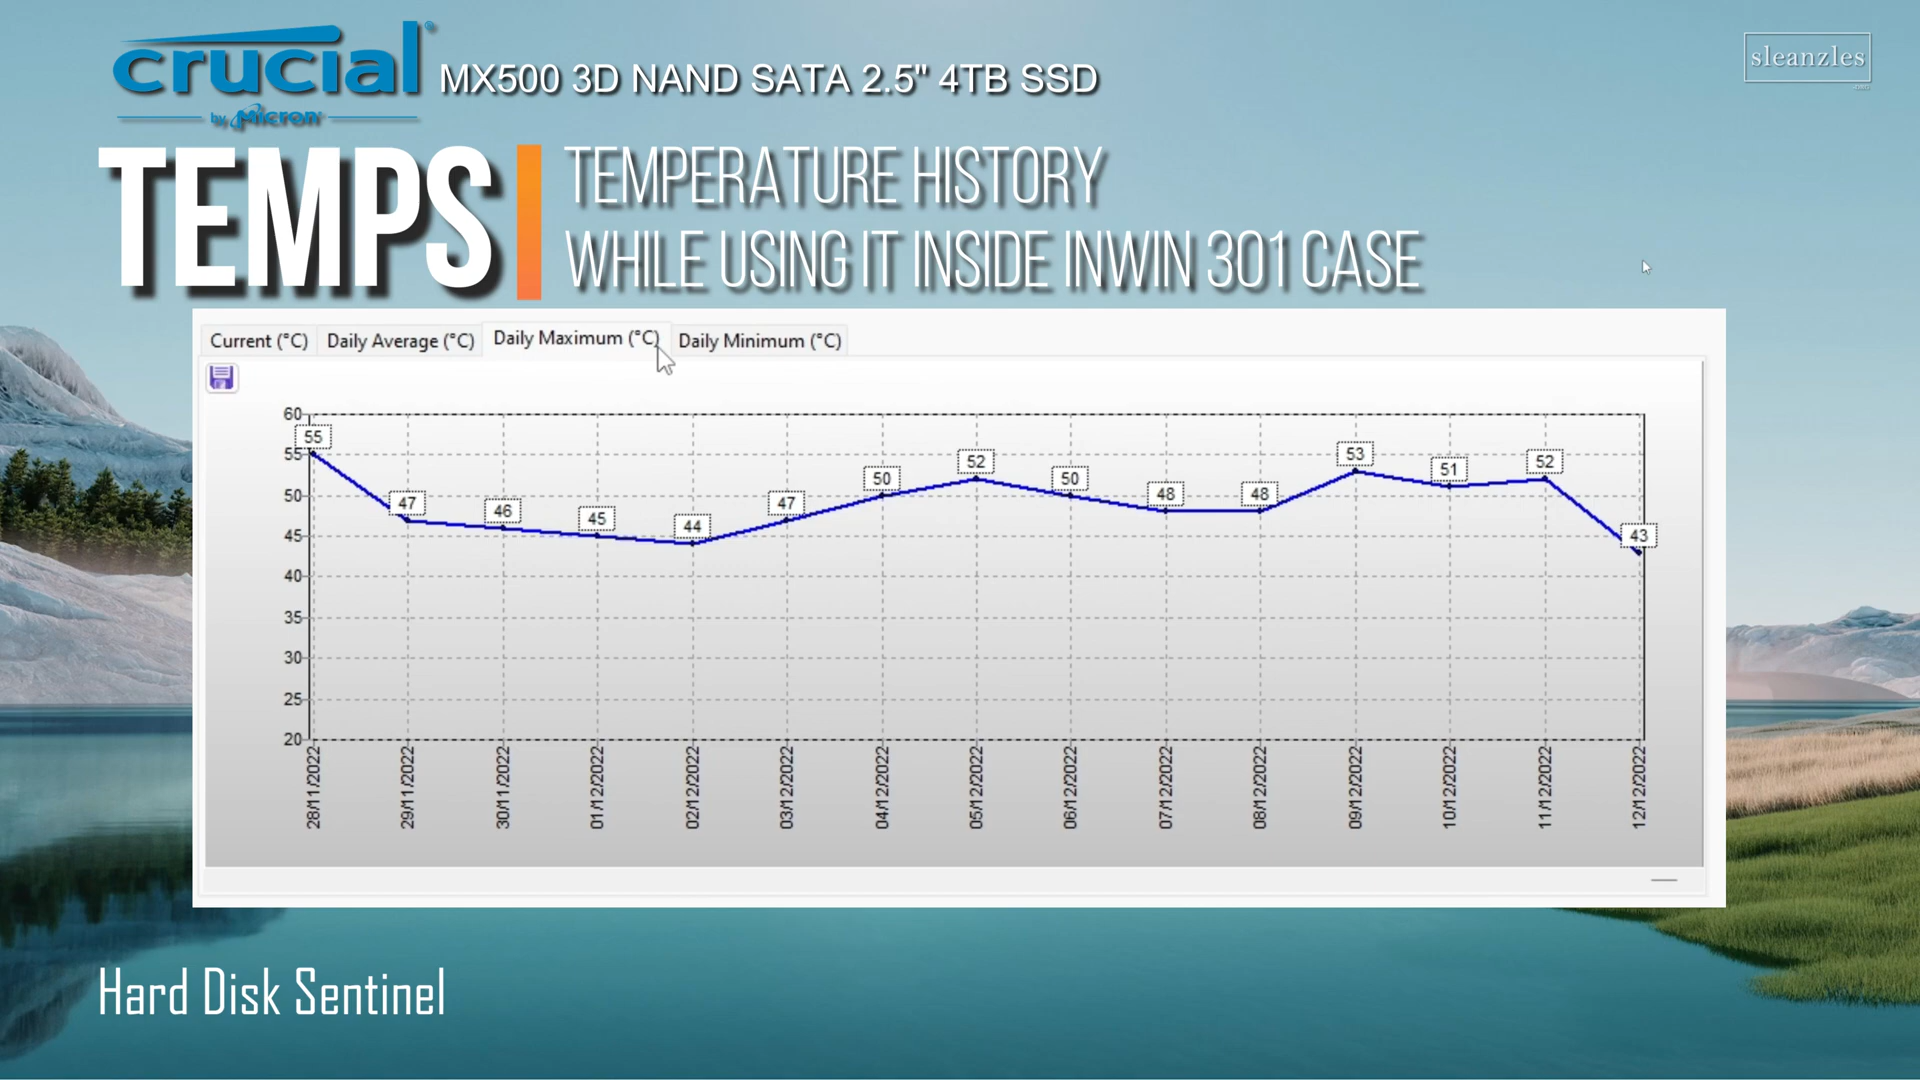 crucial®
by Micron
MX500 3D NAND SATA 2.5" 4TB SSD
sleanzles
.ORG
TEMPS
TEMPERATURE HISTORY
WHILE USING IT INSIDE INWIN 301 CASE
Current (°C) Daily Average (°C) Daily Maximum (°C) Daily Minimum (°C)
60
55
50
45
40
35
30
25
20
55 47 46 45 44 47 50 52 50 48 48 53 51 52 43
28/11/2022 29/11/2022 30/11/2022 01/12/2022 02/12/2022 03/12/2022 04/12/2022 05/12/2022 06/12/2022 07/12/2022 08/12/2022 09/12/2022 10/12/2022 11/12/2022 12/12/2022
Hard Disk Sentinel